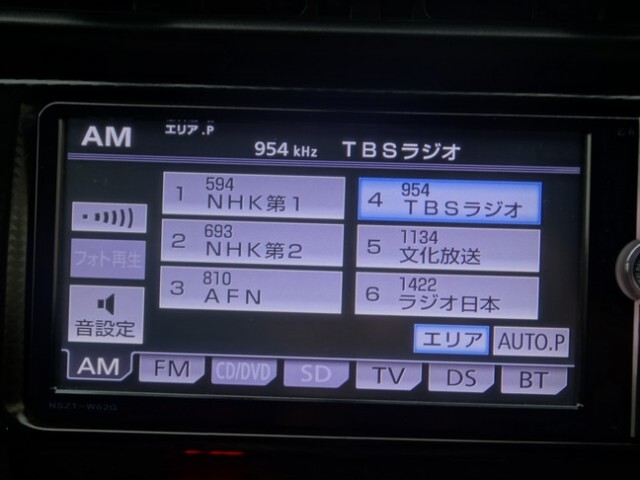 AM エリア.P
954 kHz TBSラジオ
1 594 NHK第1
2 693 NHK第2
3 810 AFN
4 954 TBSラジオ
5 1134 文化放送
6 1422 ラジオ日本
フォト再生
音設定
エリア AUTO.P
AM FM CD/DVD SD TV DS BT
NSZT-W62G